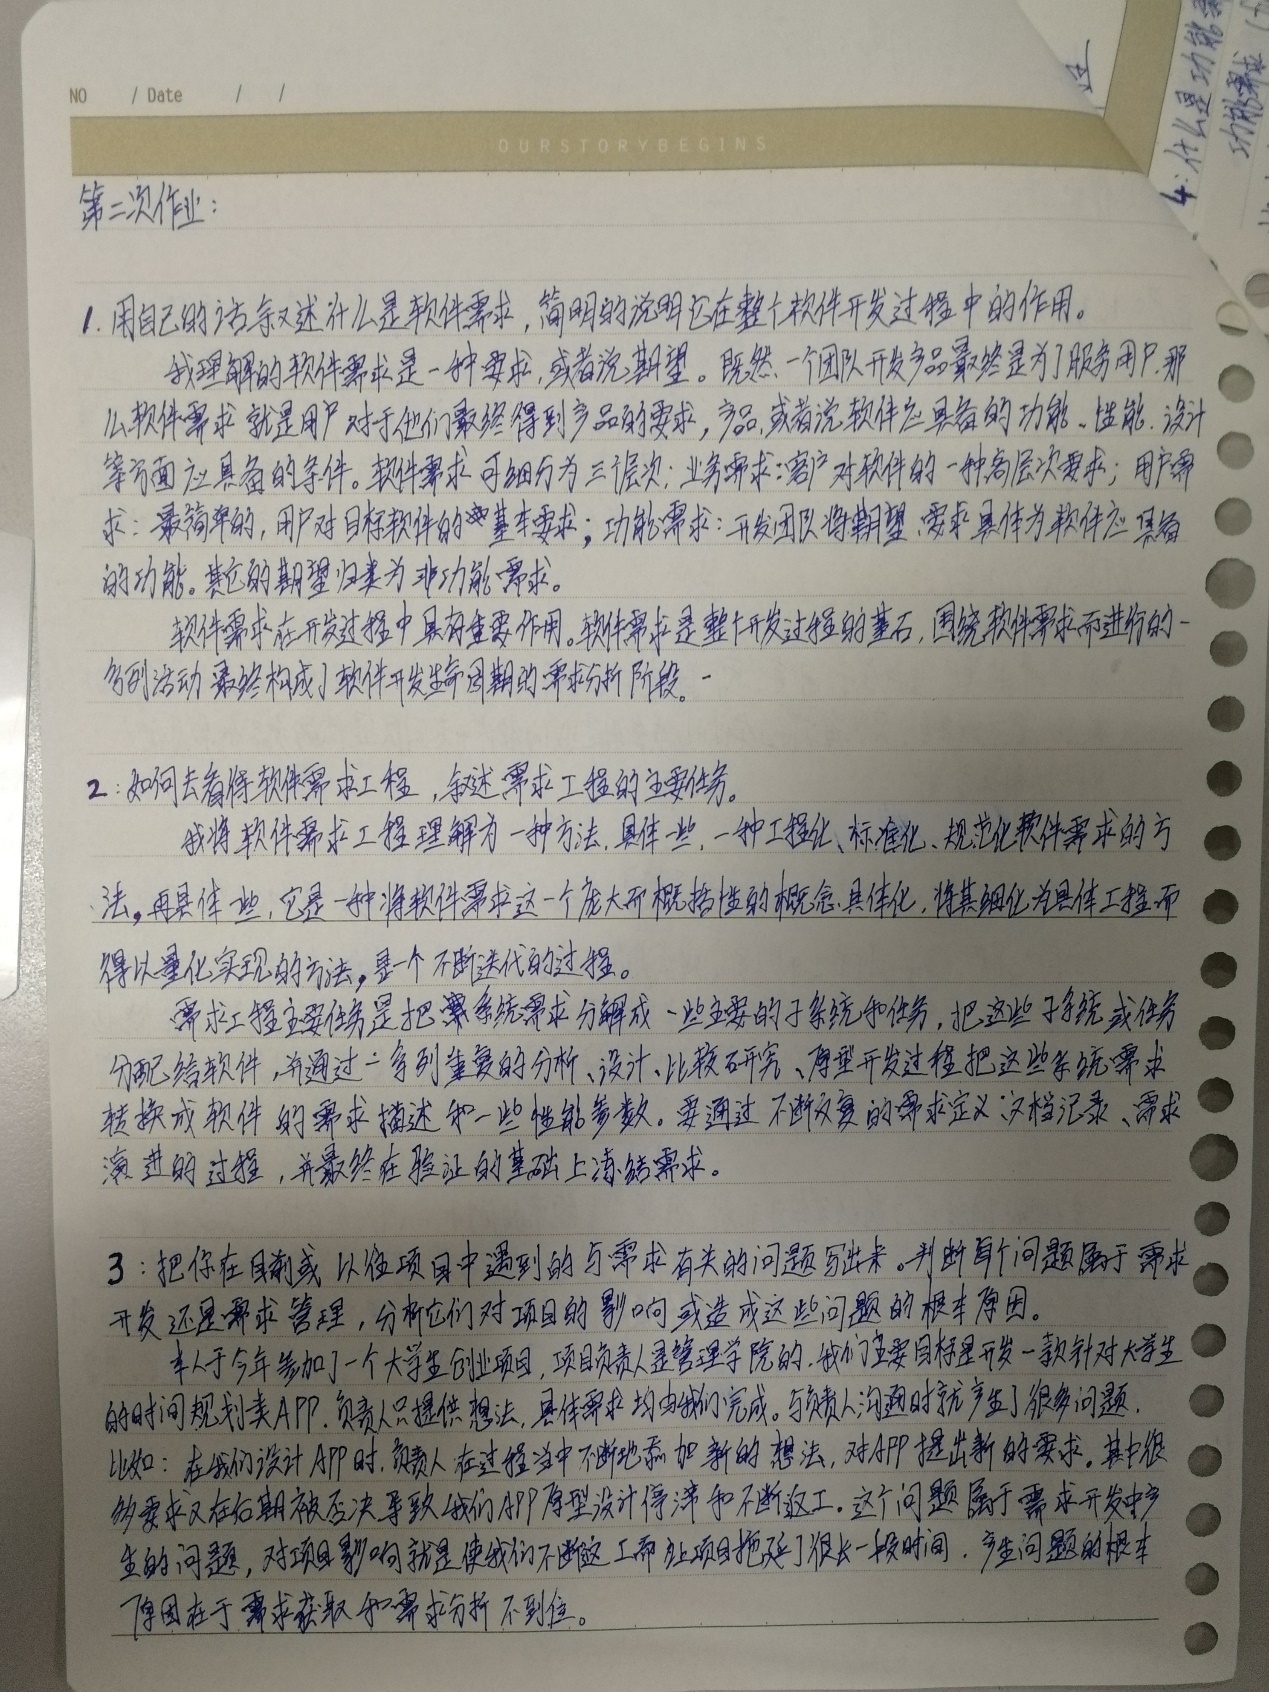 NO / Date / /
OURSTORYBEGINS
第二次作业：
1. 用自己的话叙述什么是软件需求，简明的说明它在整个软件开发过程中的作用。
我理解的软件需求是一种要求，或者说期望。既然一个团队开发产品最终是为了服务用户，那
么软件需求就是用户对于他们最终得到产品的要求，产品，或者说软件应具备的功能、性能、设计
等方面应具备的条件。软件需求可细分为三个层次：业务需求：客户对软件的一种高层次要求；用户需
求：最简单的，用户对目标软件的基本要求；功能需求：开发团队将期望、要求具体为软件应具备
的功能。其它的期望归类为非功能需求。
软件需求在开发过程中具有重要作用。软件需求是整个开发过程的基石，围绕软件需求而进行的一
系列活动最终构成了软件开发生命周期的需求分析阶段。
2：如何去看待软件需求工程，叙述需求工程的主要任务。
我将软件需求工程理解为一种方法，具体一些，一种工程化、标准化、规范化软件需求的方
法，再具体一些，它是一种将软件需求这一个庞大而概括性的概念具体化，将其细化为具体工程而
得以量化实现的方法，是一个不断迭代的过程。
需求工程主要任务是把系统需求分解成一些主要的子系统和任务，把这些子系统或任务
分配给软件，并通过一系列重复的分析、设计、比较研究、原型开发过程把这些系统需求
转换成软件的需求描述和一些性能参数。要通过不断反复的需求定义、文档记录、需求
演进的过程，并最终在验证的基础上冻结需求。
3：把你在目前或以往项目中遇到的与需求有关的问题写出来。判断每个问题属于需求
开发还是需求管理，分析它们对项目的影响或造成这些问题的根本原因。
本人于今年参加了一个大学生创业项目，项目负责人是管理学院的，我们主要目标是开发一款针对大学生
的时间规划类APP，负责人只提供想法，具体需求均由我们完成。与负责人沟通时就产生了很多问题，
比如：在我们设计APP时，负责人在过程当中不断地添加新的想法，对APP提出新的要求。其中很
多要求又在后期被否决导致我们APP原型设计停滞和不断返工。这个问题属于需求开发中产
生的问题，对项目影响就是使我们不断返工而让项目拖延了很长一段时间，产生问题的根本
原因在于需求获取和需求分析不到位。
4：什么是功能需
功能需求